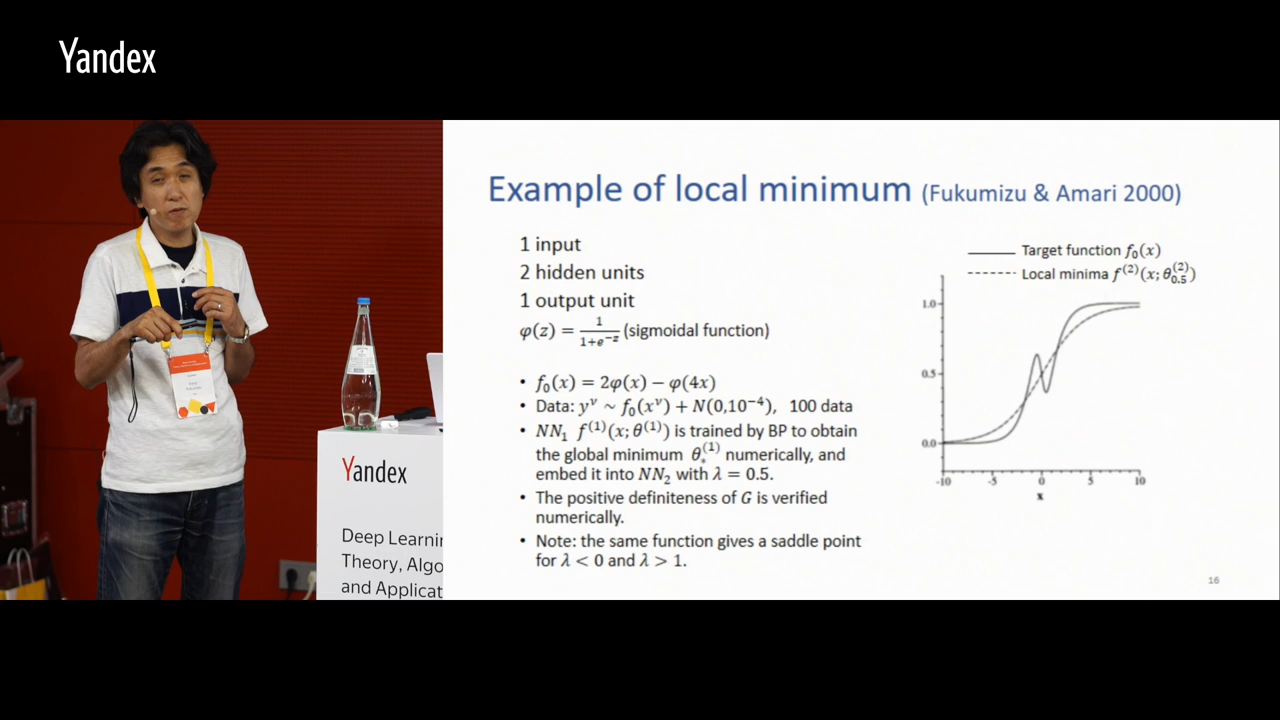 Yandex
Example of local minimum (Fukumizu & Amari 2000)
1 input
2 hidden units
1 output unit
φ(z) = 1/(1+e^{−z}) (sigmoidal function)
• f₀(x) = 2φ(x) − φ(4x)
• Data: y^ν ~ f₀(x^ν) + N(0,10⁻⁴), 100 data
• NN₁ f⁽¹⁾(x; θ⁽¹⁾) is trained by BP to obtain
the global minimum θ⁎⁽¹⁾ numerically, and
embed it into NN₂ with λ = 0.5.
• The positive definiteness of G is verified
numerically.
• Note: the same function gives a saddle point
for λ < 0 and λ > 1.
Target function f₀(x)
Local minima f⁽²⁾(x; θ₀.₅⁽²⁾)
1.0
0.5
0.0
-10 -5 0 5 10
x
16
Yandex
Deep Learnin
Theory, Algo
and Applicat